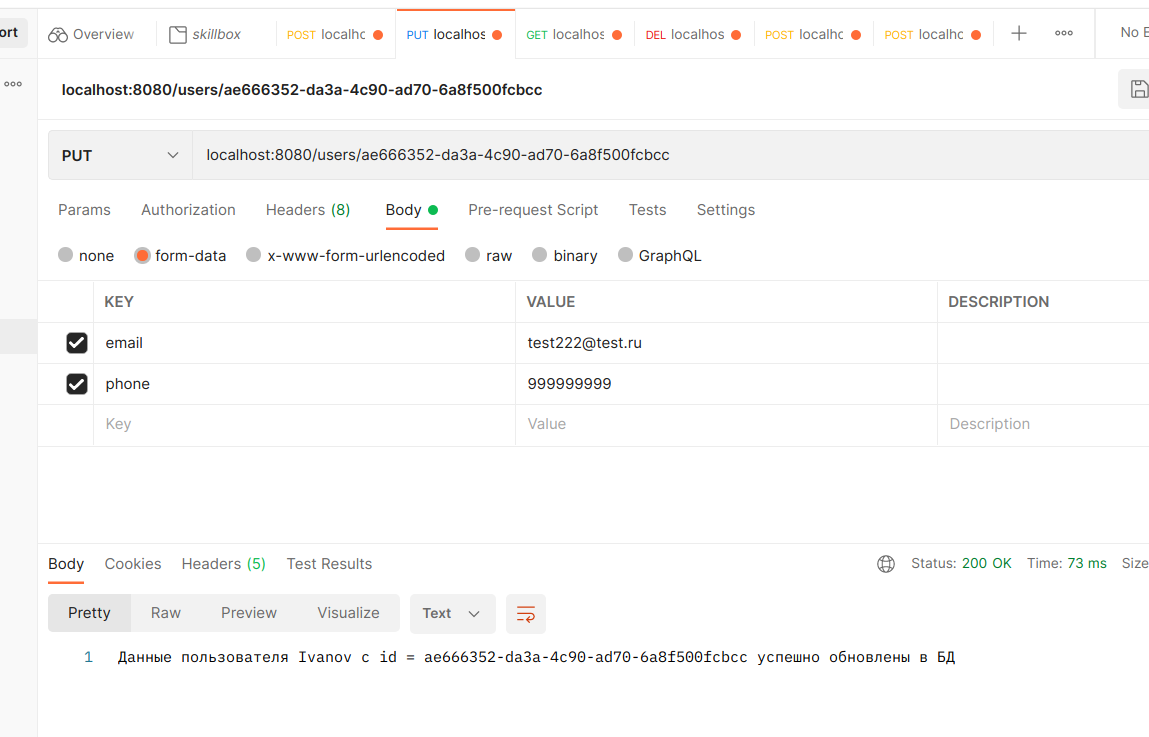 ort Overview skillbox POST localhc PUT localhos GET localhos DEL localhos POST localhc POST localhc No E
localhost:8080/users/ae666352-da3a-4c90-ad70-6a8f500fcbcc
PUT localhost:8080/users/ae666352-da3a-4c90-ad70-6a8f500fcbcc
Params Authorization Headers (8) Body Pre-request Script Tests Settings
none form-data x-www-form-urlencoded raw binary GraphQL
KEY VALUE DESCRIPTION
email test222@test.ru
phone 999999999
Key Value Description
Body Cookies Headers (5) Test Results Status: 200 OK Time: 73 ms Size
Pretty Raw Preview Visualize Text
1 Данные пользователя Ivanov с id = ae666352-da3a-4c90-ad70-6a8f500fcbcc успешно обновлены в БД